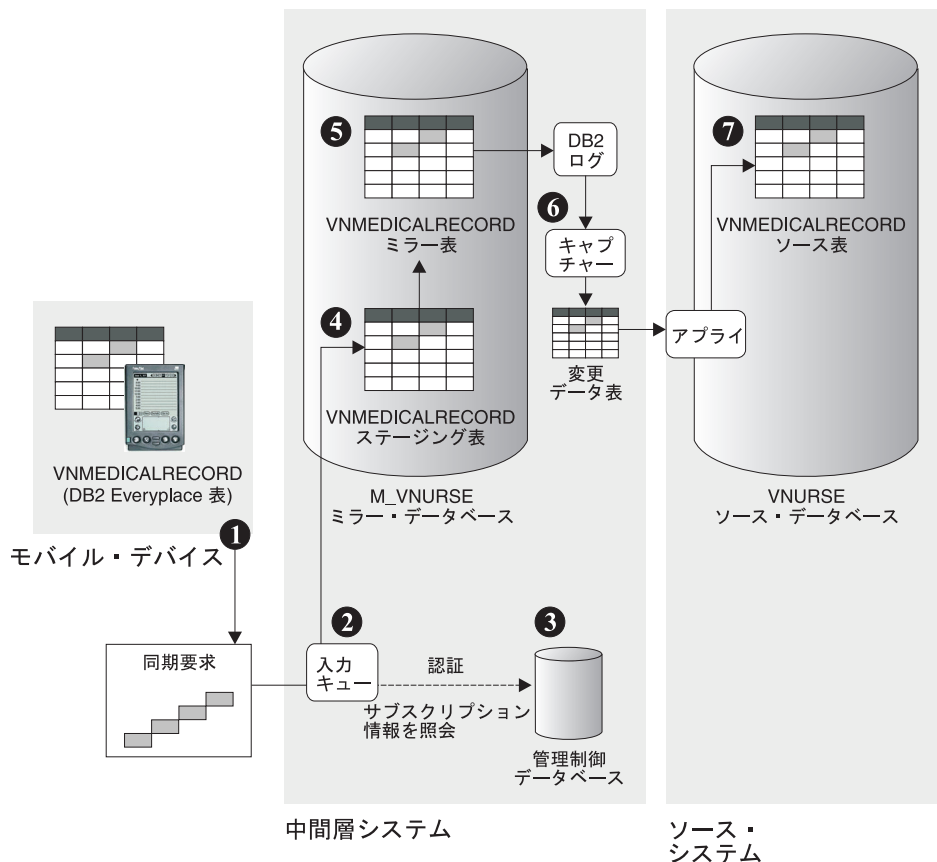 5
VNMEDICALRECORD
ミラー表
DB2
ログ
6
キャプ
チャー
変更
データ表
4
VNMEDICALRECORD
ステージング表
M_VNURSE
ミラー・データベース
7
VNMEDICALRECORD
ソース表
アプライ
VNURSE
ソース・データベース
VNMEDICALRECORD
(DB2 Everyplace 表)
モバイル・デバイス
1
同期要求
2
入力
キュー
認証
サブスクリプション
情報を照会
3
管理制御
データベース
中間層システム
ソース・
システム